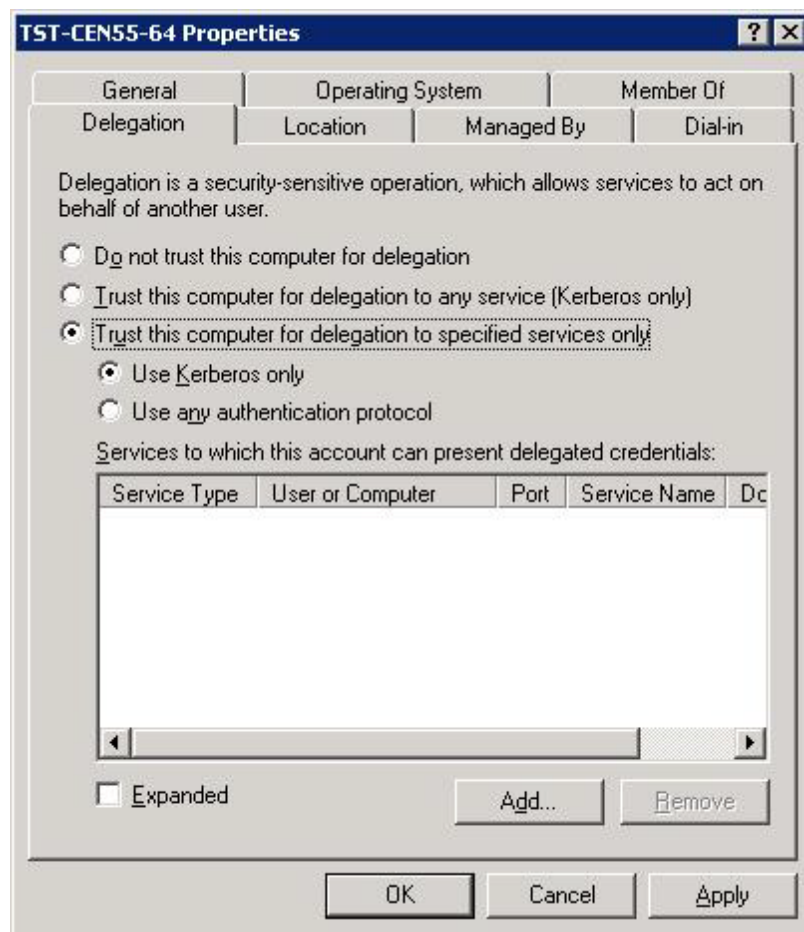 TST-CEN55-64 Properties
General Operating System Member Of
Delegation Location Managed By Dial-in
Delegation is a security-sensitive operation, which allows services to act on
behalf of another user.
Do not trust this computer for delegation
Trust this computer for delegation to any service (Kerberos only)
Trust this computer for delegation to specified services only
Use Kerberos only
Use any authentication protocol
Services to which this account can present delegated credentials:
Service Type User or Computer Port Service Name Do
Expanded Add... Remove
OK Cancel Apply